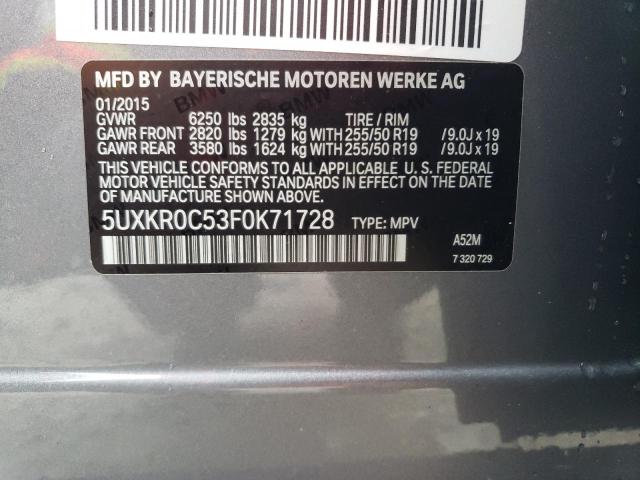 MFD BY BAYERISCHE MOTOREN WERKE AG
01/2015
GVWR 6250 lbs 2835 kg TIRE / RIM
GAWR FRONT 2820 lbs 1279 kg WITH 255/50 R19 /9.0J x 19
GAWR REAR 3580 lbs 1624 kg WITH 255/50 R19 /9.0J x 19
THIS VEHICLE CONFORMS TO ALL APPLICABLE U. S. FEDERAL
MOTOR VEHICLE SAFETY STANDARDS IN EFFECT ON THE DATE
OF MANUFACTURE SHOWN ABOVE.
5UXKR0C53F0K71728 TYPE: MPV
A52M
7 320 729